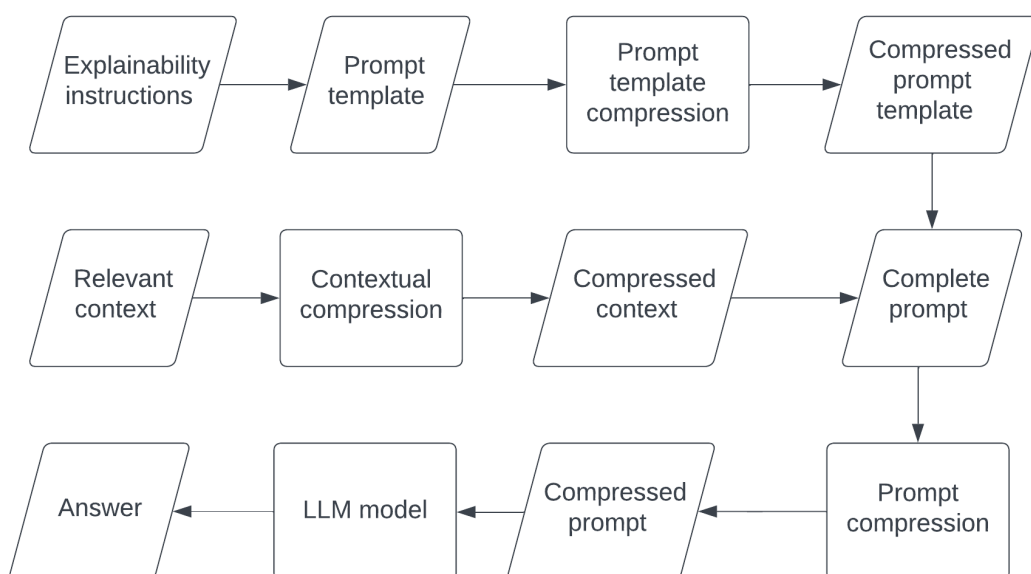 Explainability
instructions
Prompt
template
Prompt
template
compression
Compressed
prompt
template
Relevant
context
Contextual
compression
Compressed
context
Complete
prompt
Answer
LLM model
Compressed
prompt
Prompt
compression